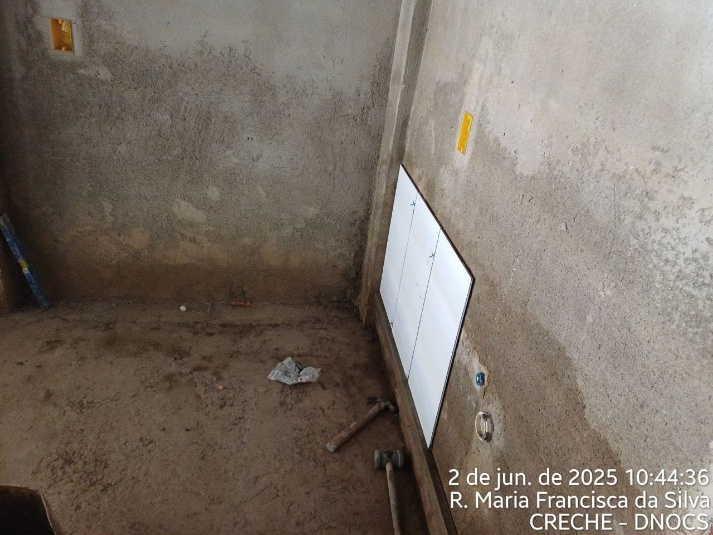 2 de jun. de 2025 10:44:36
R. Maria Francisca da Silva
CRECHE - DNOCS